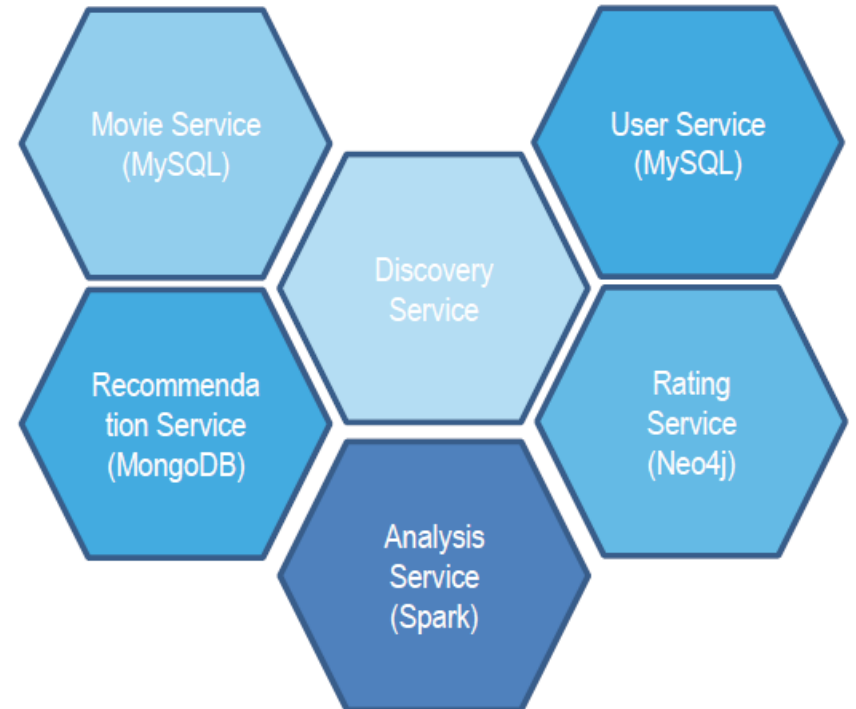 Movie Service
(MySQL)
User Service
(MySQL)
Discovery
Service
Recommenda
tion Service
(MongoDB)
Rating
Service
(Neo4j)
Analysis
Service
(Spark)